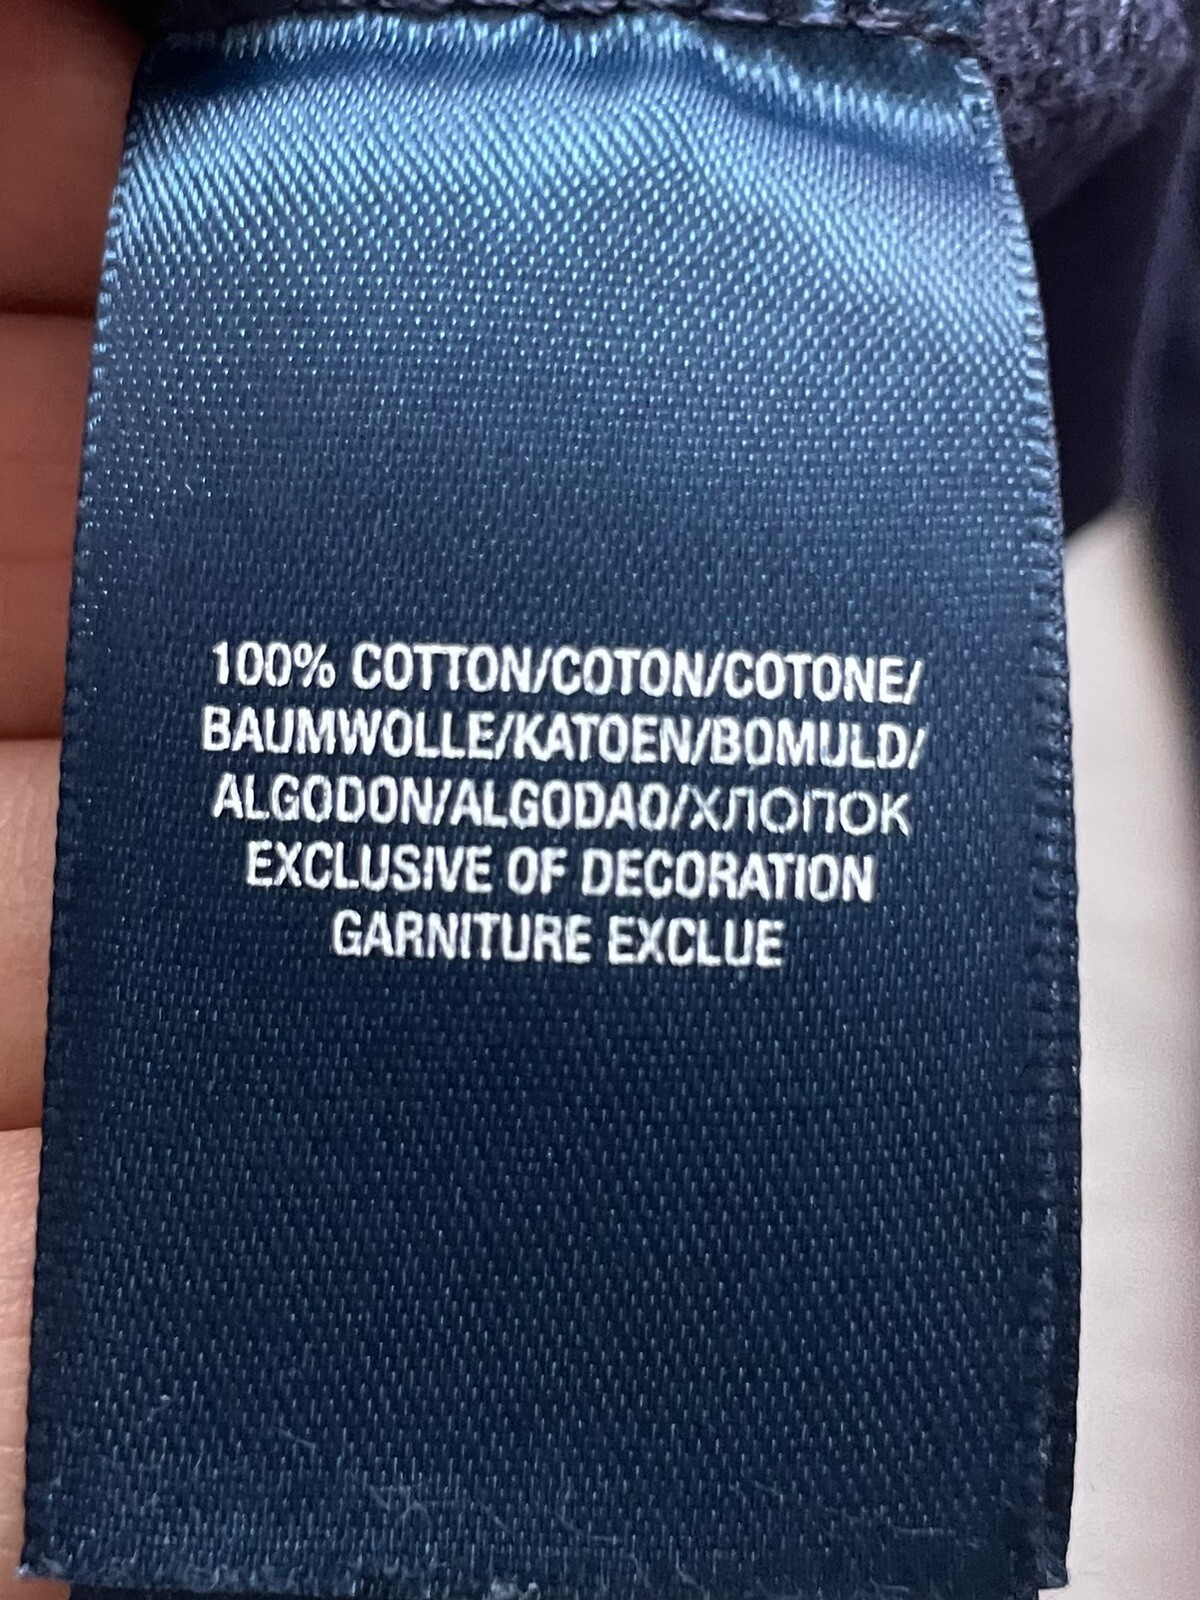 100% COTTON/COTON/COTONE/
BAUMWOLLE/KATOEN/BOMULD/
ALGODON/ALGODAO/ХЛОПОК
EXCLUSIVE OF DECORATION
GARNITURE EXCLUE